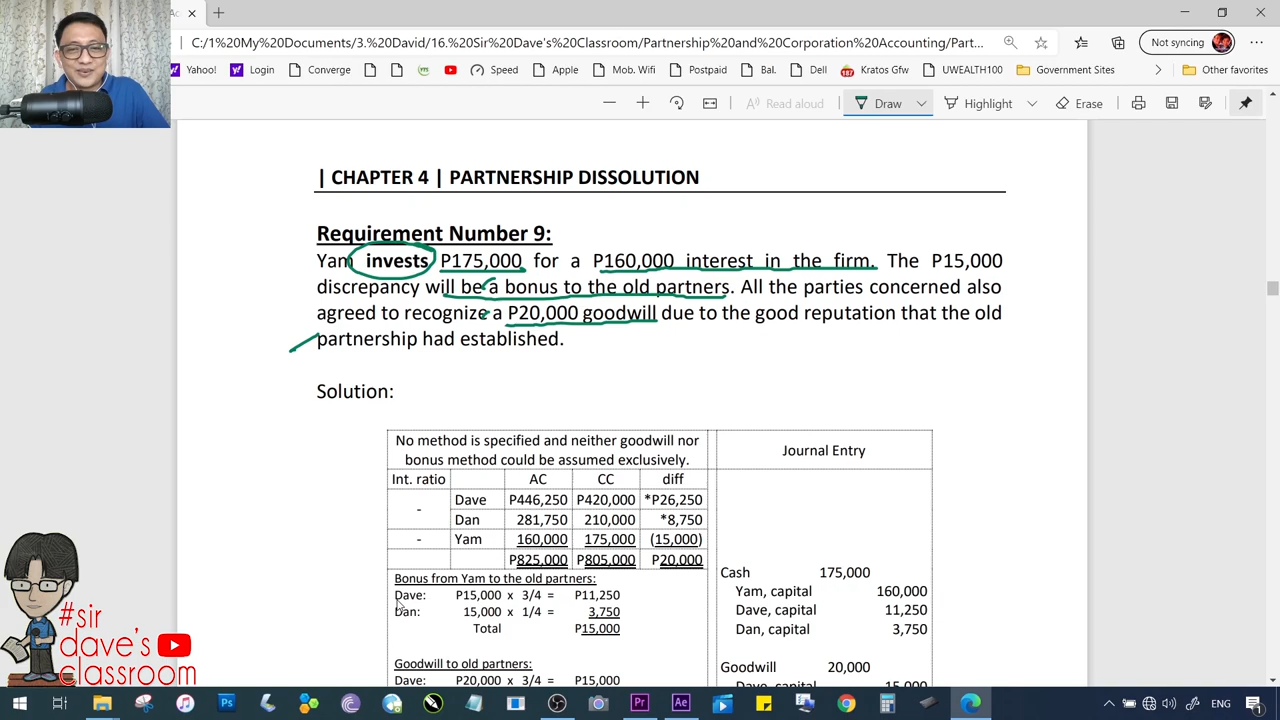 C:/1%20My%20Documents/3.%20David/16.%20Sir%20Dave's%20Classroom/Partnership%20and%20Corporation%20Accounting/Part...
Not syncing
Yahoo!
Login
Converge
Speed
Apple
Mob. Wifi
Postpaid
Bal.
Dell
Kratos Gfw
UWEALTH100
Government Sites
Other favorites
Read aloud
Draw
Highlight
Erase
| CHAPTER 4 | PARTNERSHIP DISSOLUTION
Requirement Number 9:
Yam invests P175,000 for a P160,000 interest in the firm. The P15,000
discrepancy will be a bonus to the old partners. All the parties concerned also
agreed to recognize a P20,000 goodwill due to the good reputation that the old
partnership had established.
Solution:
No method is specified and neither goodwill nor
bonus method could be assumed exclusively.
Int. ratio AC CC diff
- Dave P446,250 P420,000 *P26,250
Dan 281,750 210,000 *8,750
- Yam 160,000 175,000 (15,000)
P825,000 P805,000 P20,000
Bonus from Yam to the old partners:
Dave: P15,000 x 3/4 = P11,250
Dan: 15,000 x 1/4 = 3,750
Total P15,000
Goodwill to old partners:
Dave: P20,000 x 3/4 = P15,000
Journal Entry
Cash 175,000
Yam, capital 160,000
Dave, capital 11,250
Dan, capital 3,750
Goodwill 20,000
Dave, capital 15,000
#sir
dave's
classroom
ENG